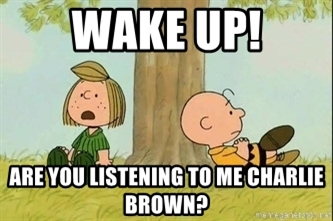 WAKE UP!
ARE YOU LISTENING TO ME CHARLIE
BROWN?